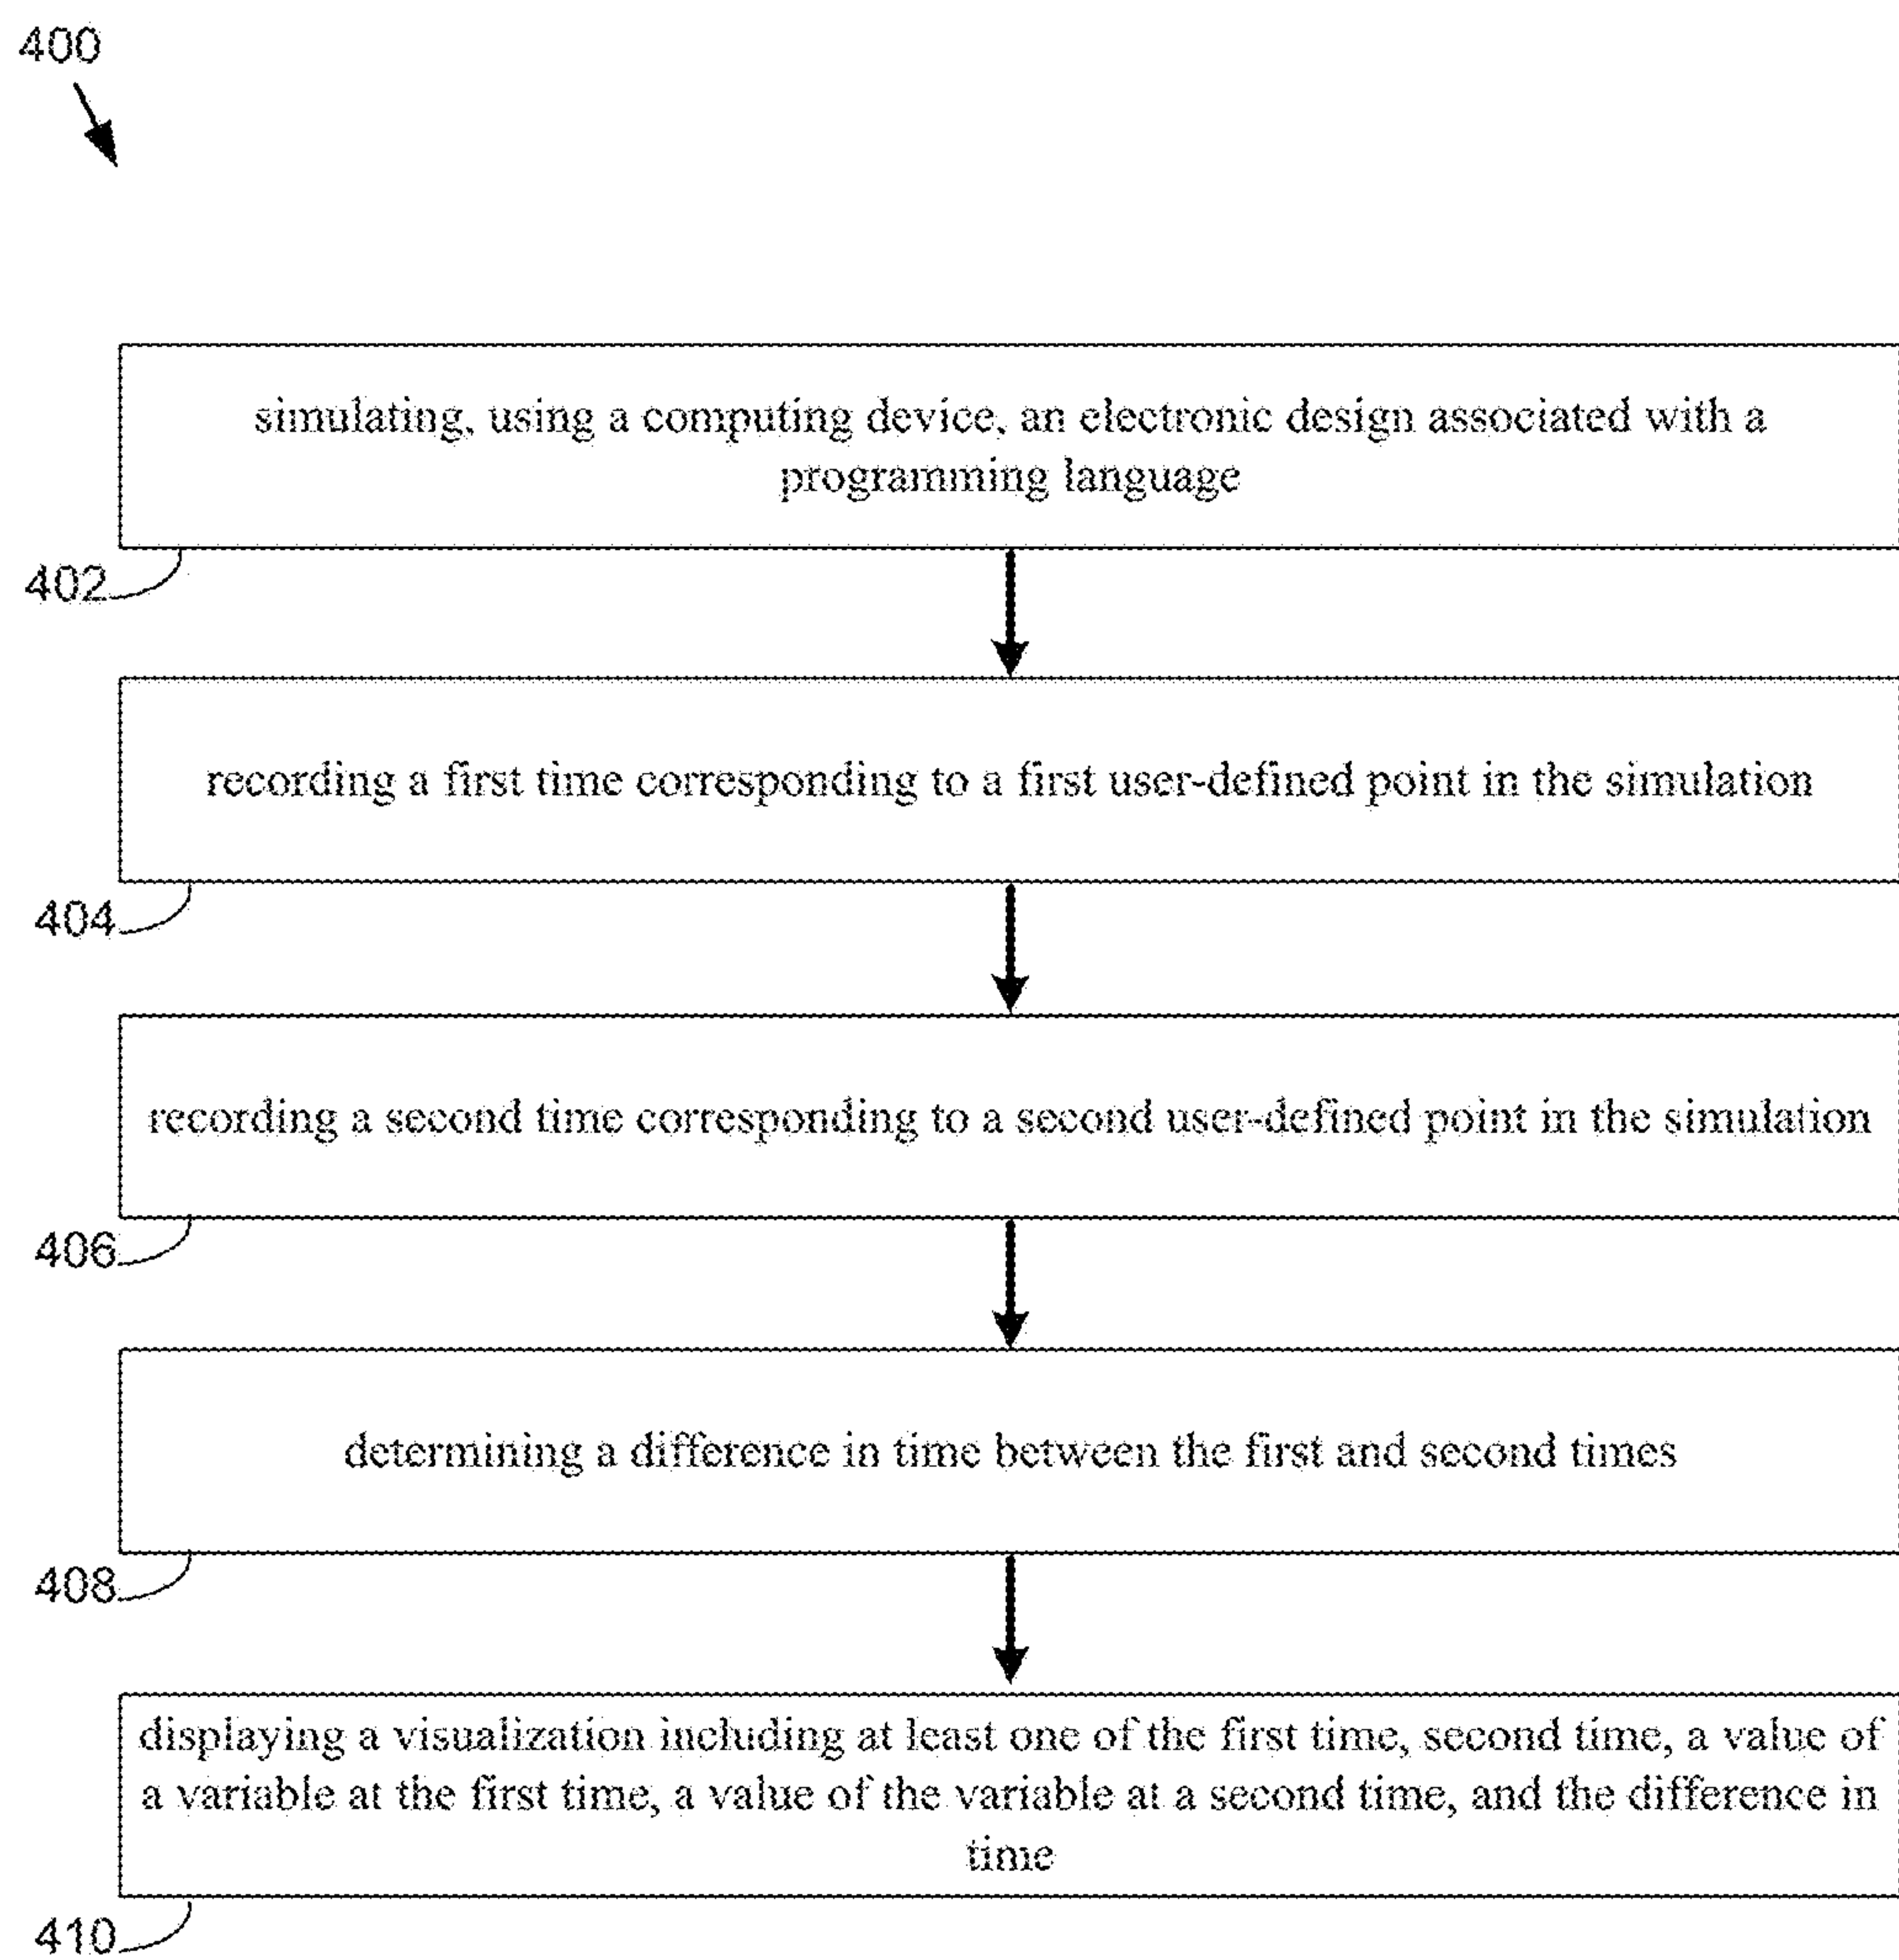 400
simulating, using a computing device, an electronic design associated with a
programming language
402
recording a first time corresponding to a first user-defined point in the simulation
404
recording a second time corresponding to a second user-defined point in the simulation
406
determining a difference in time between the first and second times
408
displaying a visualization including at least one of the first time, second time, a value of
a variable at the first time, a value of the variable at a second time, and the difference in
time
410